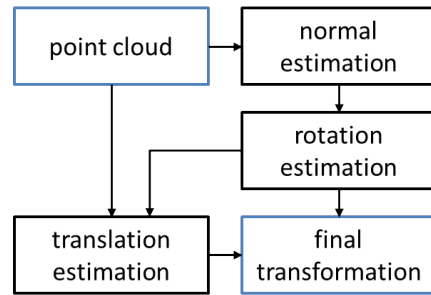 point cloud
normal
estimation
rotation
estimation
translation
estimation
final
transformation